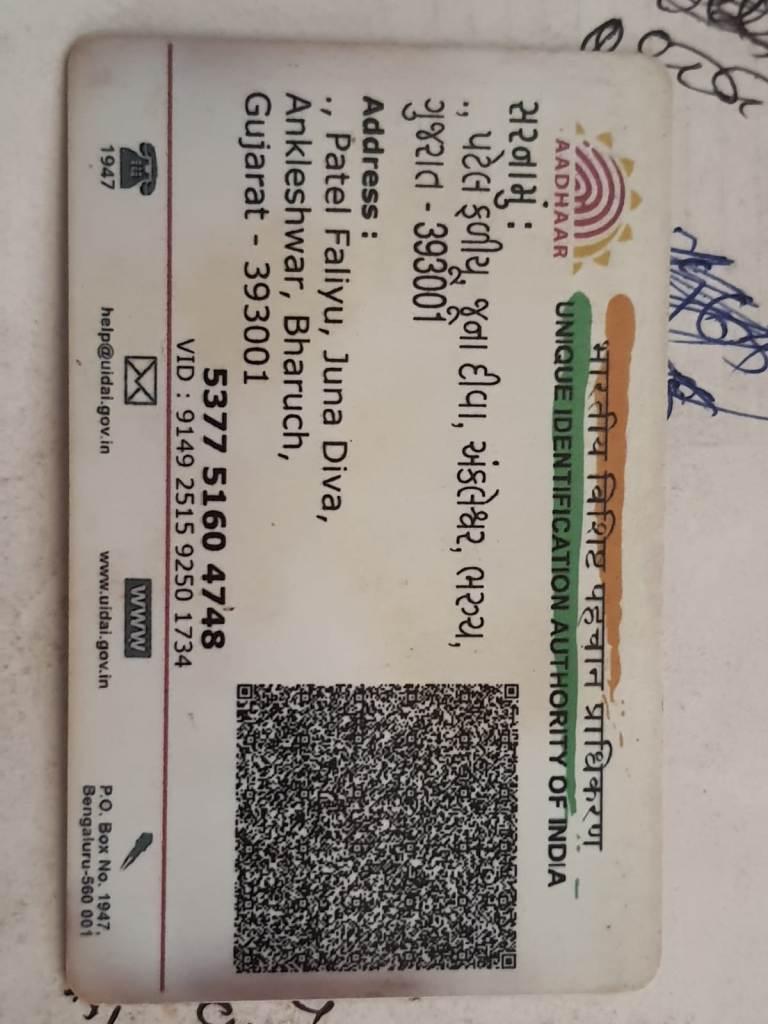 भारतीय विशिष्ट पहचान प्राधिकरण
UNIQUE IDENTIFICATION AUTHORITY OF INDIA
AADHAAR
સરનામું :
., પટેલ ફળીયૂ, જૂના દીવા, અંકલેશ્વર, ભરુચ,
ગુજરાત - 393001
Address :
., Patel Faliyu, Juna Diva,
Ankleshwar, Bharuch,
Gujarat - 393001
5377 5160 4748
VID : 9149 2515 9250 1734
1947
help@uidai.gov.in
www
www.uidai.gov.in
P.O. Box No. 1947,
Bengaluru-560 001